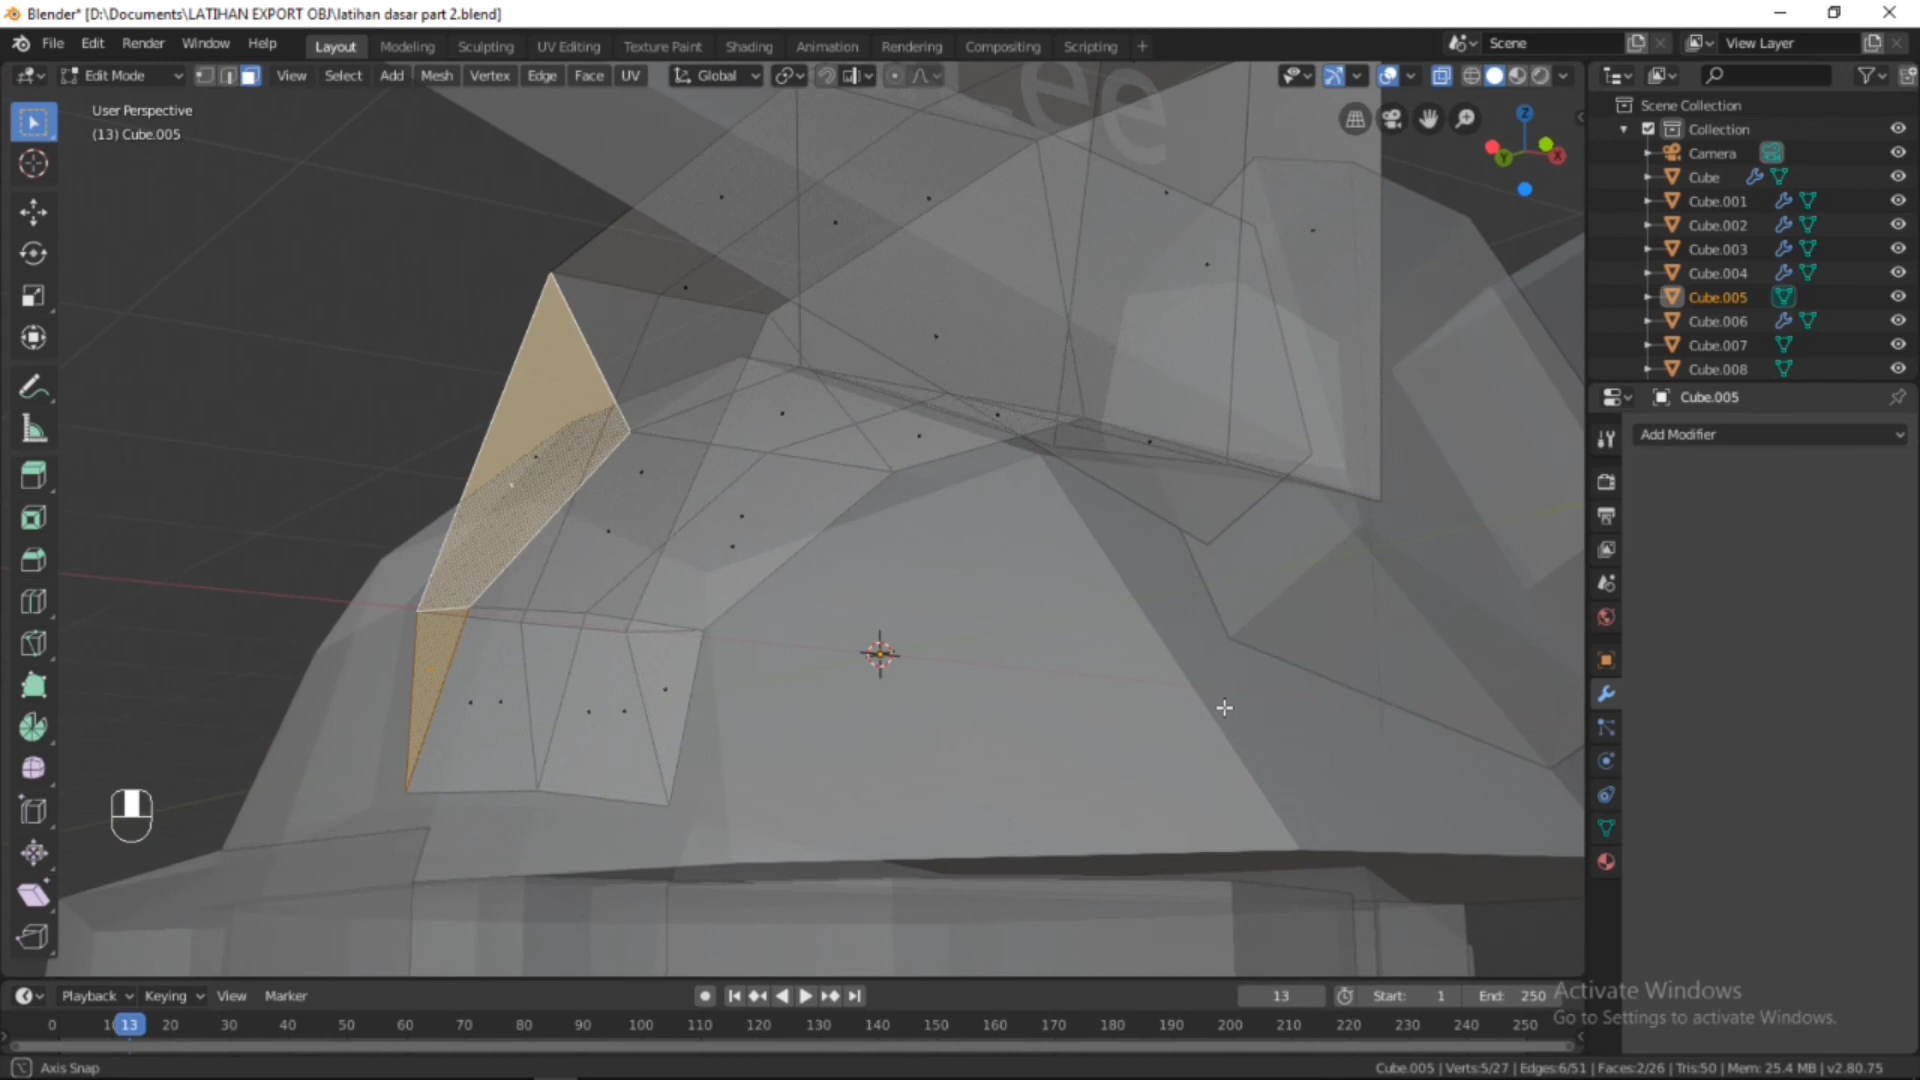 Blender* [D:\Documents\LATIHAN EXPORT OBJ\latihan dasar part 2.blend]
File Edit Render Window Help Layout Modeling Sculpting UV Editing Texture Paint Shading Animation Rendering Compositing Scripting + Scene View Layer
Edit Mode View Select Add Mesh Vertex Edge Face UV Global
User Perspective
(13) Cube.005
Z
Y
X
Scene Collection
Collection
Camera
Cube
Cube.001
Cube.002
Cube.003
Cube.004
Cube.005
Cube.006
Cube.007
Cube.008
Cube.005
Add Modifier
Playback Keying View Marker 13 Start: 1 End: 250
0 10 13 20 30 40 50 60 70 80 90 100 110 120 130 140 150 160 170 180 190 200 210 220 230 240 250
Activate Windows
Go to Settings to activate Windows.
Axis Snap
Cube.005 | Verts:5/27 | Edges:6/51 | Faces:2/26 | Tris:50 | Mem: 25.4 MB | v2.80.75